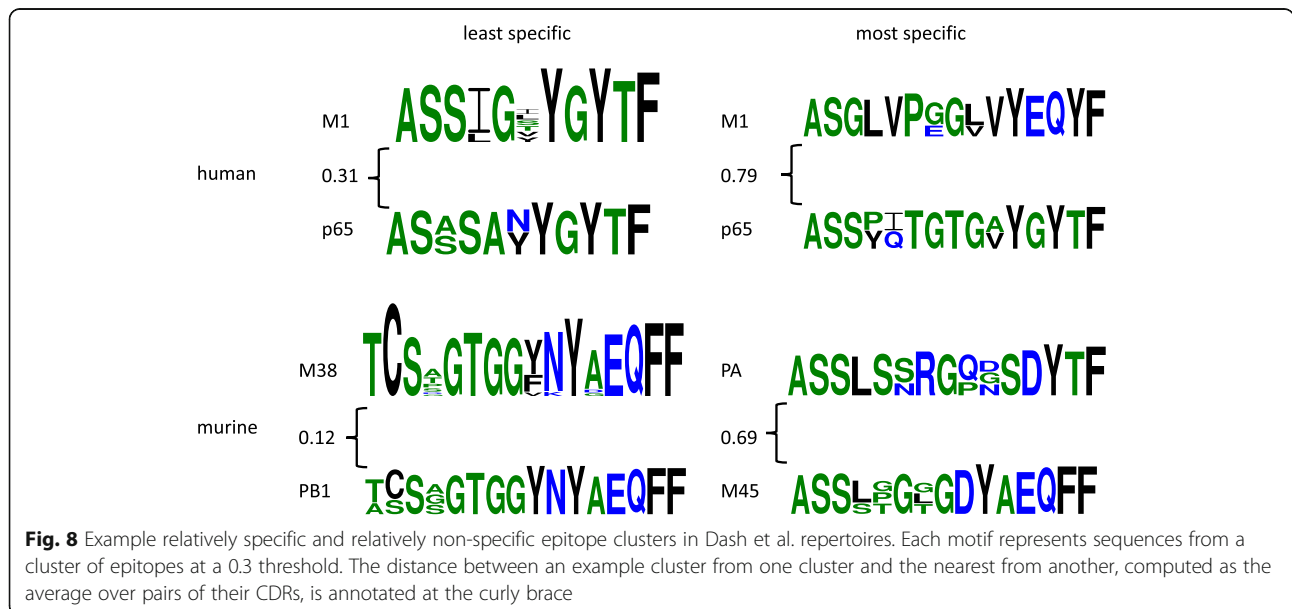 least specific most specific
M1 ASSIGYGYTF M1 ASGLVPGGLVYEQYF
L E V
human 0.31 0.79
p65 ASASANYGYTF p65 ASSPITGTGAYGYTF
S Y Y Q V
M38 TCSAGTGGYNYAEQFF PA ASSLSSRGQDSDYTF
F N P G
N
murine 0.12 0.69
PB1 TCSAGTGGYNYAEQFF M45 ASSLGGGGDYAEQFF
A S G S P L
S T T
Fig. 8 Example relatively specific and relatively non-specific epitope clusters in Dash et al. repertoires. Each motif represents sequences from a
cluster of epitopes at a 0.3 threshold. The distance between an example cluster from one cluster and the nearest from another, computed as the
average over pairs of their CDRs, is annotated at the curly brace